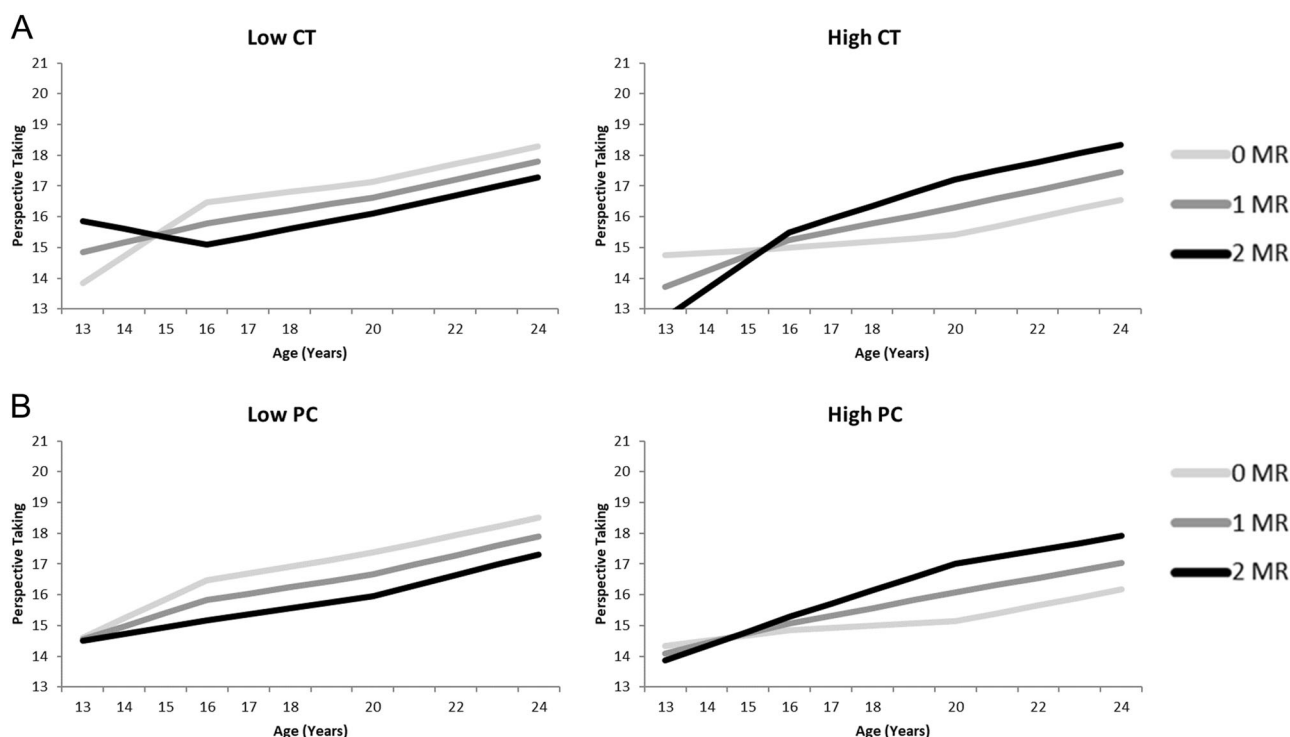 A
Low CT
21
20
19
18
17
16
15
14
13
Perspective Taking
13 14 15 16 17 18 20 22 24
Age (Years)
High CT
21
20
19
18
17
16
15
14
13
Perspective Taking
13 14 15 16 17 18 20 22 24
Age (Years)
0 MR
1 MR
2 MR
B
Low PC
21
20
19
18
17
16
15
14
13
Perspective Taking
13 14 15 16 17 18 20 22 24
Age (Years)
High PC
21
20
19
18
17
16
15
14
13
Perspective Taking
13 14 15 16 17 18 20 22 24
Age (Years)
0 MR
1 MR
2 MR